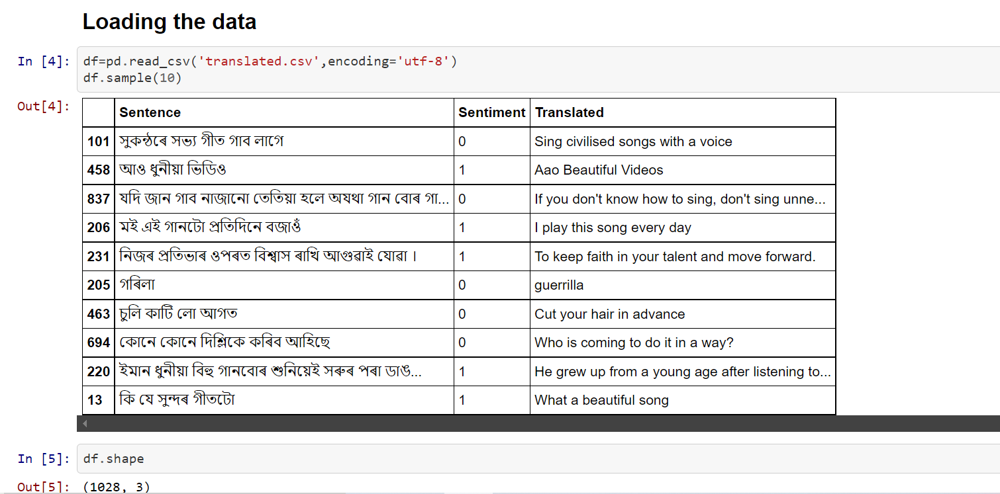 Loading the data
In [4]: df=pd.read_csv('translated.csv',encoding='utf-8')
df.sample(10)
Out[4]:
Sentence Sentiment Translated
101 সুকণ্ঠৰে সভ্য গীত গাব লাগে 0 Sing civilised songs with a voice
458 আও ধুনীয়া ভিডিও 1 Aao Beautiful Videos
837 যদি জান গাব নাজানো তেতিয়া হলে অযথা গান বোৰ গা... 0 If you don't know how to sing, don't sing unne...
206 মই এই গানটো প্ৰতিদিনে বজাওঁ 1 I play this song every day
231 নিজৰ প্ৰতিভাৰ ওপৰত বিশ্বাস ৰাখি আগুৱাই যোৱা । 1 To keep faith in your talent and move forward.
205 গৰিলা 0 guerrilla
463 চুলি কাটি লো আগত 0 Cut your hair in advance
694 কোনে কোনে দিশ্লিকে কৰিব আহিছে 0 Who is coming to do it in a way?
220 ইমান ধুনীয়া বিহু গানবোৰ শুনিয়েই সৰুৰ পৰা ডাঙ... 1 He grew up from a young age after listening to...
13 কি যে সুন্দৰ গীতটো 1 What a beautiful song
In [5]: df.shape
Out[5]: (1028, 3)